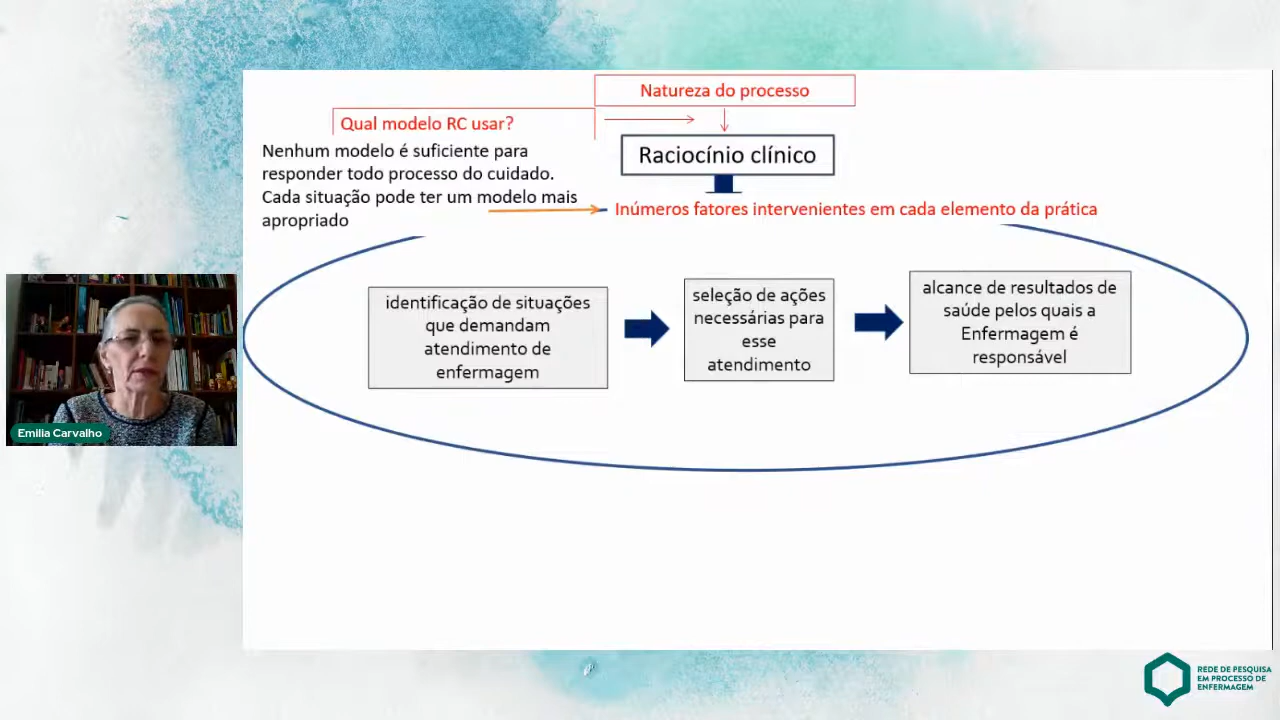 Natureza do processo
Qual modelo RC usar?
Raciocínio clínico
Nenhum modelo é suficiente para
responder todo processo do cuidado.
Cada situação pode ter um modelo mais
apropriado
Inúmeros fatores intervenientes em cada elemento da prática
identificação de situações
que demandam
atendimento de
enfermagem
seleção de ações
necessárias para
esse
atendimento
alcance de resultados de
saúde pelos quais a
Enfermagem é
responsável
Emilia Carvalho
REDE DE PESQUISA
EM PROCESSO DE
ENFERMAGEM